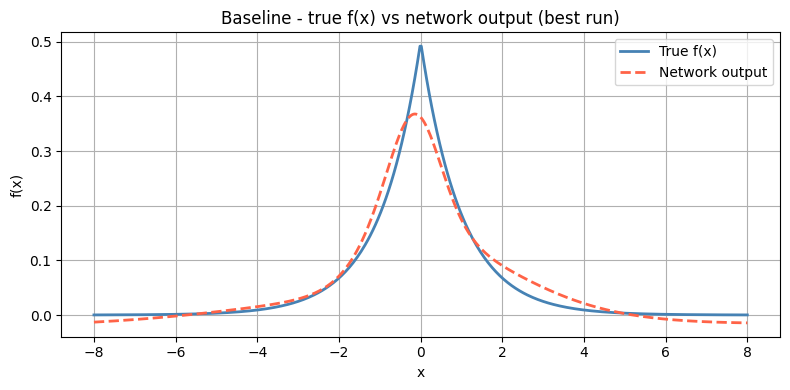 Baseline - true f(x) vs network output (best run)
True f(x)
Network output
f(x)
0.5
0.4
0.3
0.2
0.1
0.0
−8 −6 −4 −2 0 2 4 6 8
x